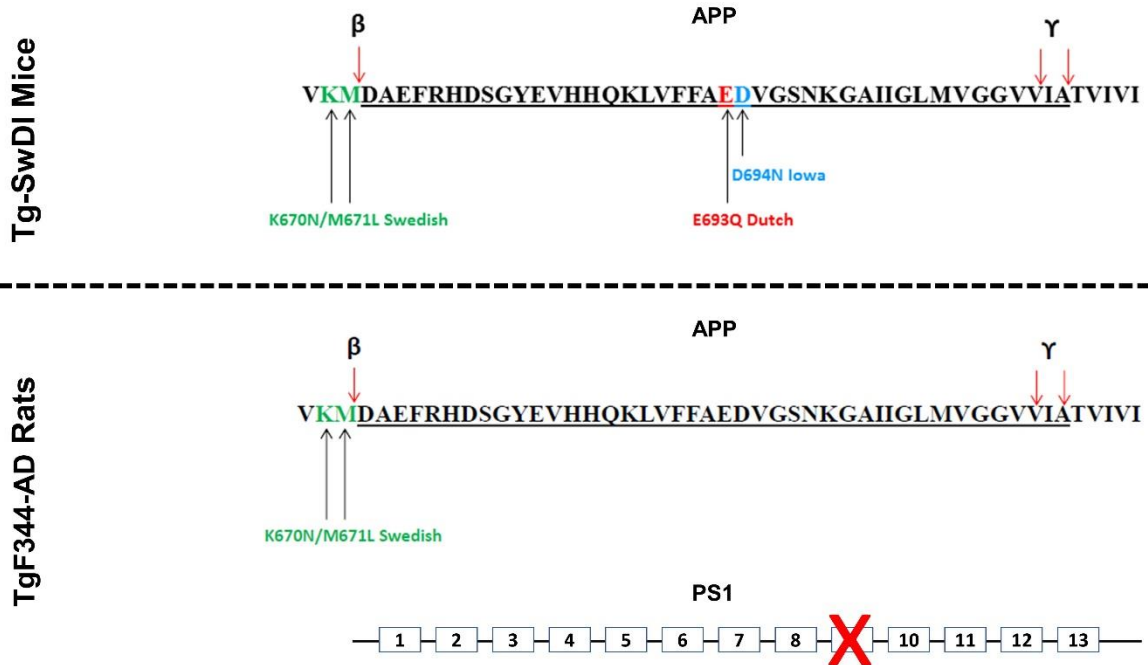 Tg-SwDI Mice
APP
β
ϒ
VKMDAEFRHDSGYEVHHQKLVFFAEDVGSNKGAIIGLMVGGVVIATVIVI
D694N Iowa
K670N/M671L Swedish
E693Q Dutch
TgF344-AD Rats
APP
β
ϒ
VKMDAEFRHDSGYEVHHQKLVFFAEDVGSNKGAIIGLMVGGVVIATVIVI
K670N/M671L Swedish
PS1
1 2 3 4 5 6 7 8 X 10 11 12 13